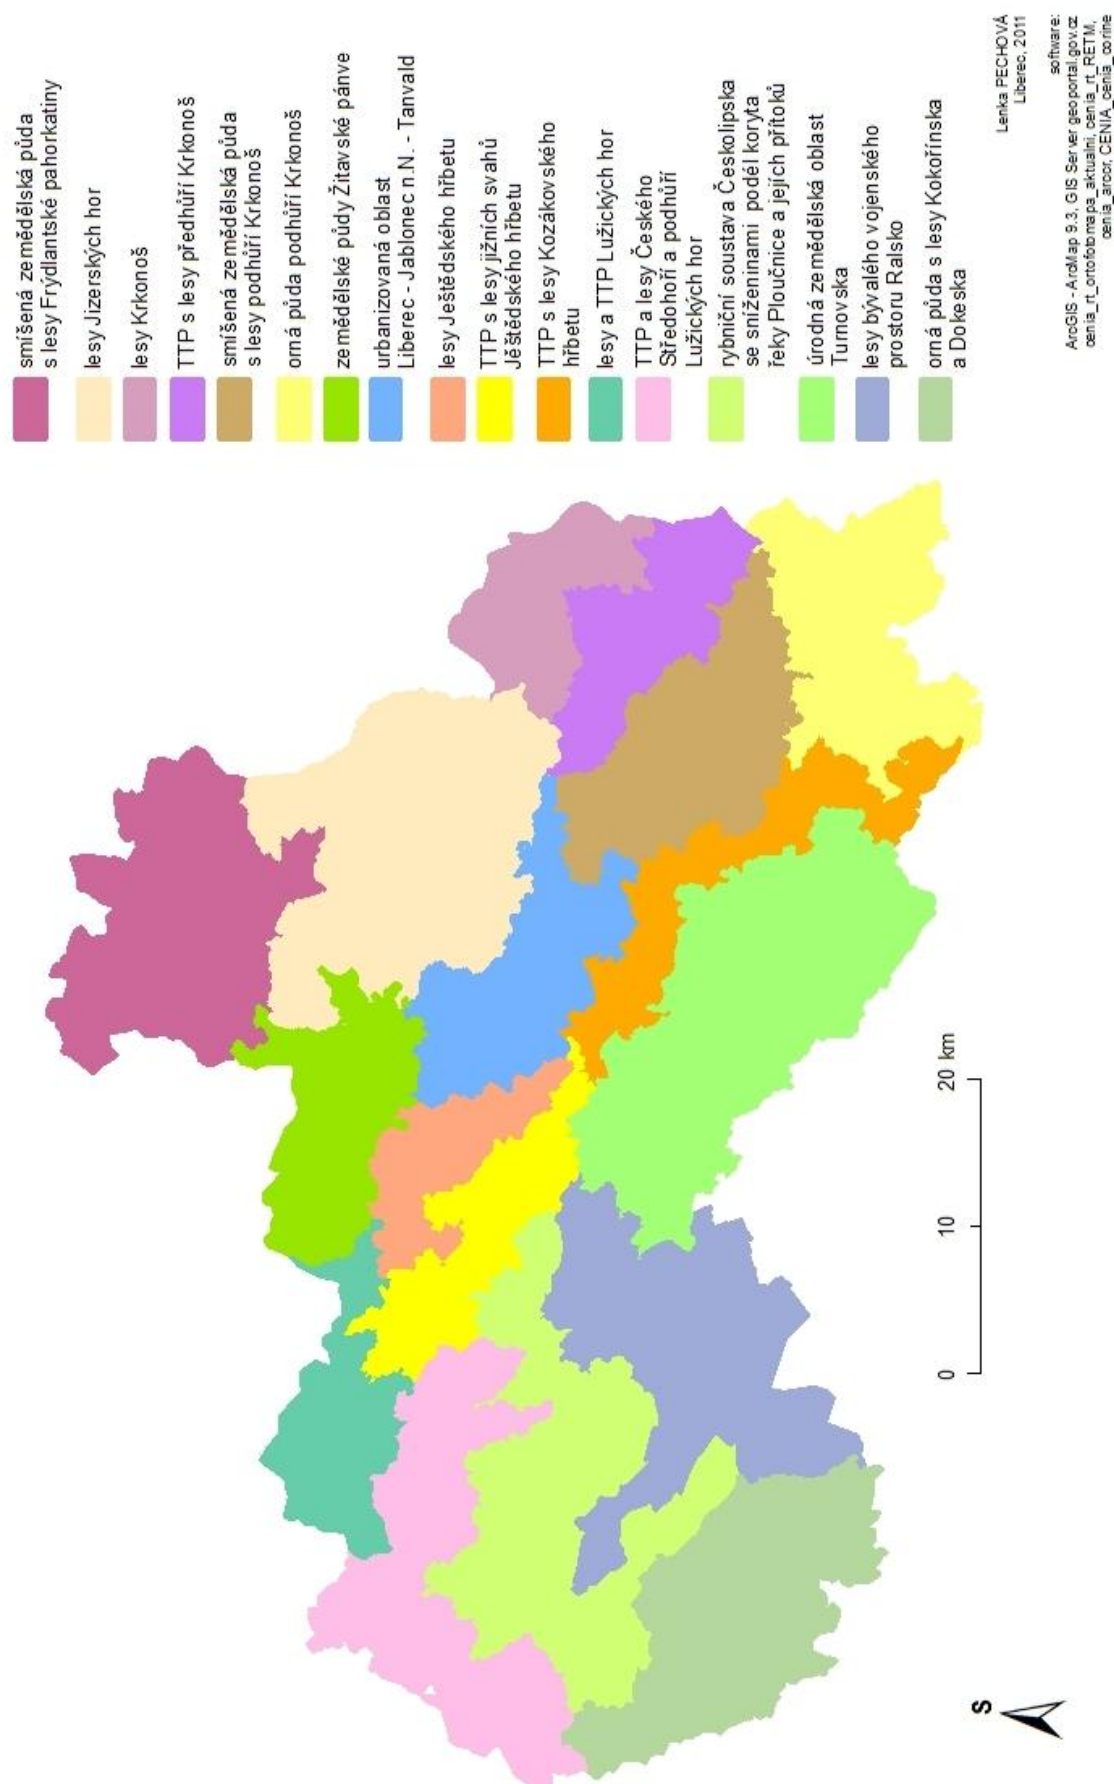 smíšená zemědělská půda
s lesy Frýdlantské pahorkatiny
lesy Jizerských hor
lesy Krkonoš
TTP s lesy předhůří Krkonoš
smíšená zemědělská půda
s lesy podhůří Krkonoš
orná půda podhůří Krkonoš
zemědělské půdy Žitavské pánve
urbanizovaná oblast
Liberec - Jablonec n.N. - Tanvald
lesy Ještědského hřbetu
TTP s lesy jižních svahů
Ještědského hřbetu
TTP s lesy Kozákovského
hřbetu
lesy a TTP Lužických hor
TTP a lesy Českého
Středohoří a podhůří
Lužických hor
rybniční soustava Českolipska
se sníženinami podél koryta
řeky Ploučnice a jejích přítoků
úrodná zemědělská oblast
Turnovska
lesy bývalého vojenského
prostoru Ralsko
orná půda s lesy Kokořínska
a Dokeska
S
0 10 20 km
Lenka PECHOVÁ
Liberec, 2011
software:
ArcGIS - ArcMap 9.3, GIS Server geoportal.gov.cz
cenia_rt_ortofotomapa_aktualni, cenia_rt_RETM,
cenia_arccr, CENIA_cenia_corine